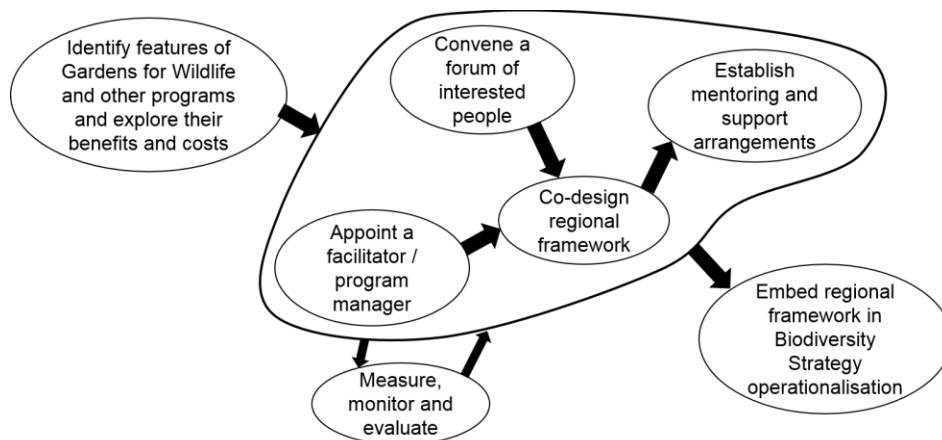 Identify features of
Gardens for Wildlife
and other programs
and explore their
benefits and costs
Convene a
forum of
interested
people
Establish
mentoring and
support
arrangements
Co-design
regional
framework
Appoint a
facilitator /
program
manager
Embed regional
framework in
Biodiversity
Strategy
operationalisation
Measure,
monitor and
evaluate